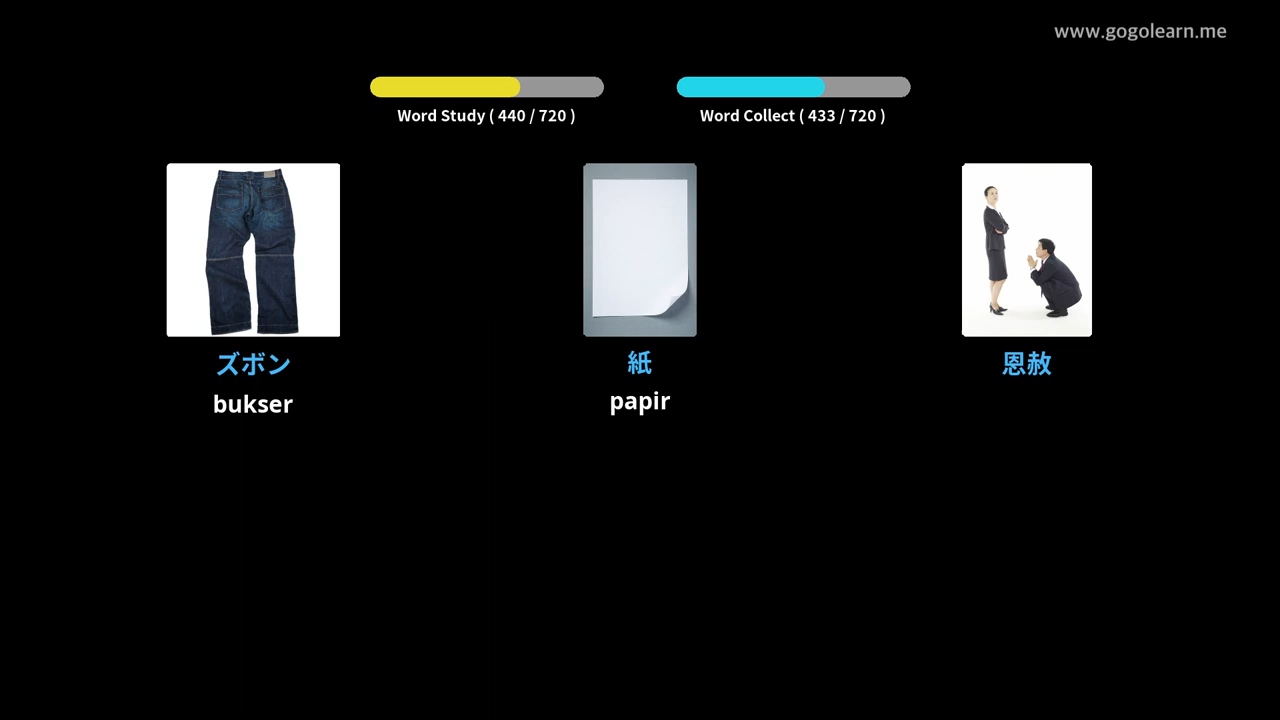 www.gogolearn.me
Word Study ( 440 / 720 )
Word Collect ( 433 / 720 )
ズボン
bukser
紙
papir
恩赦